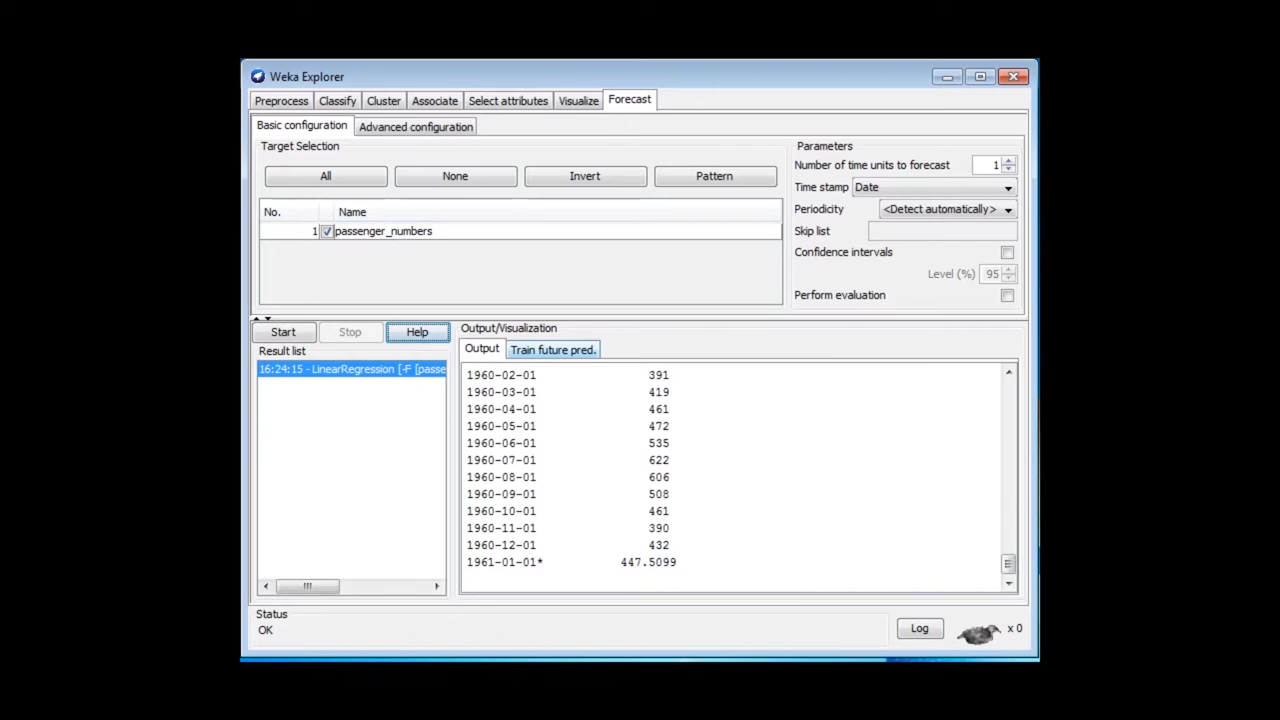 Weka Explorer
Preprocess Classify Cluster Associate Select attributes Visualize Forecast
Basic configuration Advanced configuration
Target Selection
All None Invert Pattern
No. Name
1 passenger_numbers
Parameters
Number of time units to forecast 1
Time stamp Date
Periodicity <Detect automatically>
Skip list
Confidence intervals
Level (%) 95
Perform evaluation
Start Stop Help
Result list
16:24:15 - LinearRegression [-F [passe
Output/Visualization
Output Train future pred.
1960-02-01 391
1960-03-01 419
1960-04-01 461
1960-05-01 472
1960-06-01 535
1960-07-01 622
1960-08-01 606
1960-09-01 508
1960-10-01 461
1960-11-01 390
1960-12-01 432
1961-01-01* 447.5099
Status
OK
Log x 0